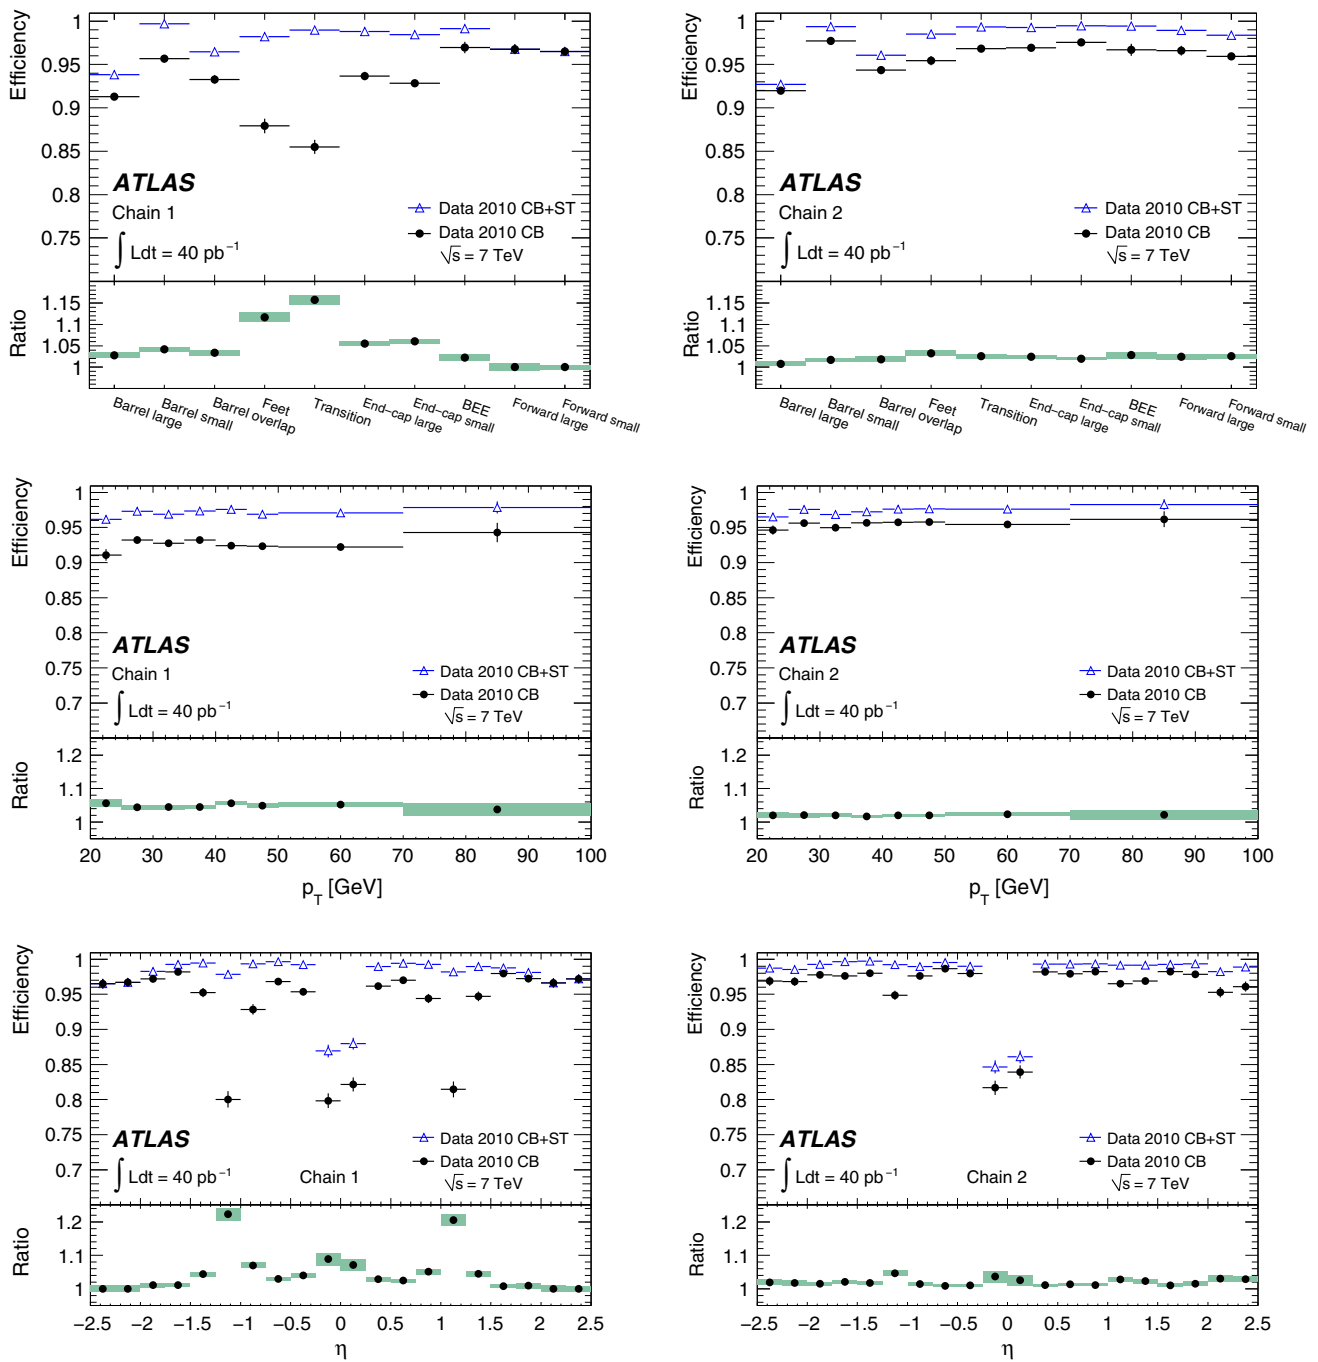 Efficiency
1
0.95
0.9
0.85
0.8
0.75
ATLAS
Chain 1
∫ Ldt = 40 pb⁻¹
Data 2010 CB+ST
Data 2010 CB
√s = 7 TeV
Ratio
1.15
1.1
1.05
1
Barrel large
Barrel small
Barrel overlap
Feet
Transition
End–cap large
End–cap small
BEE
Forward large
Forward small
Efficiency
1
0.95
0.9
0.85
0.8
0.75
ATLAS
Chain 2
∫ Ldt = 40 pb⁻¹
Data 2010 CB+ST
Data 2010 CB
√s = 7 TeV
Ratio
1.15
1.1
1.05
1
Barrel large
Barrel small
Barrel overlap
Feet
Transition
End–cap large
End–cap small
BEE
Forward large
Forward small
Efficiency
1
0.95
0.9
0.85
0.8
0.75
0.7
ATLAS
Chain 1
∫ Ldt = 40 pb⁻¹
Data 2010 CB+ST
Data 2010 CB
√s = 7 TeV
Ratio
1.2
1.1
1
20 30 40 50 60 70 80 90 100
p_T [GeV]
Efficiency
1
0.95
0.9
0.85
0.8
0.75
0.7
ATLAS
Chain 2
∫ Ldt = 40 pb⁻¹
Data 2010 CB+ST
Data 2010 CB
√s = 7 TeV
Ratio
1.2
1.1
1
20 30 40 50 60 70 80 90 100
p_T [GeV]
Efficiency
1
0.95
0.9
0.85
0.8
0.75
0.7
ATLAS
∫ Ldt = 40 pb⁻¹
Chain 1
Data 2010 CB+ST
Data 2010 CB
√s = 7 TeV
Ratio
1.2
1.1
1
−2.5 −2 −1.5 −1 −0.5 0 0.5 1 1.5 2 2.5
η
Efficiency
1
0.95
0.9
0.85
0.8
0.75
0.7
ATLAS
∫ Ldt = 40 pb⁻¹
Chain 2
Data 2010 CB+ST
Data 2010 CB
√s = 7 TeV
Ratio
1.2
1.1
1
−2.5 −2 −1.5 −1 −0.5 0 0.5 1 1.5 2 2.5
η